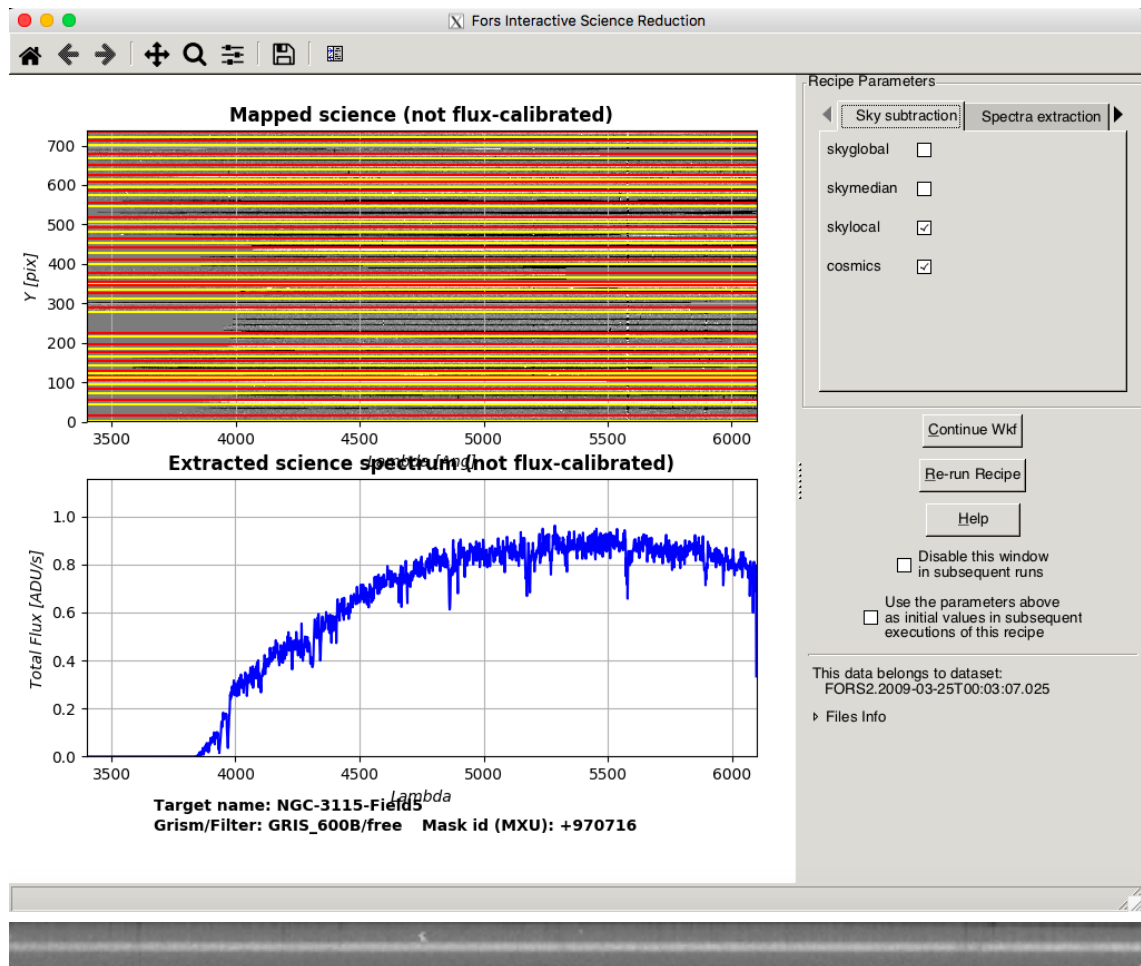 Fors Interactive Science Reduction
Mapped science (not flux-calibrated)
Y [pix]
700
600
500
400
300
200
100
0
3500 4000 4500 5000 5500 6000
Lambda [Ang]
Extracted science spectrum (not flux-calibrated)
Total Flux [ADU/s]
1.0
0.8
0.6
0.4
0.2
0.0
3500 4000 4500 5000 5500 6000
Lambda
Target name: NGC-3115-Field5
Grism/Filter: GRIS_600B/free Mask id (MXU): +970716
Recipe Parameters
Sky subtraction Spectra extraction
skyglobal
skymedian
skylocal
cosmics
Continue Wkf
Re-run Recipe
Help
Disable this window
in subsequent runs
Use the parameters above
as initial values in subsequent
executions of this recipe
This data belongs to dataset:
FORS2.2009-03-25T00:03:07.025
Files Info